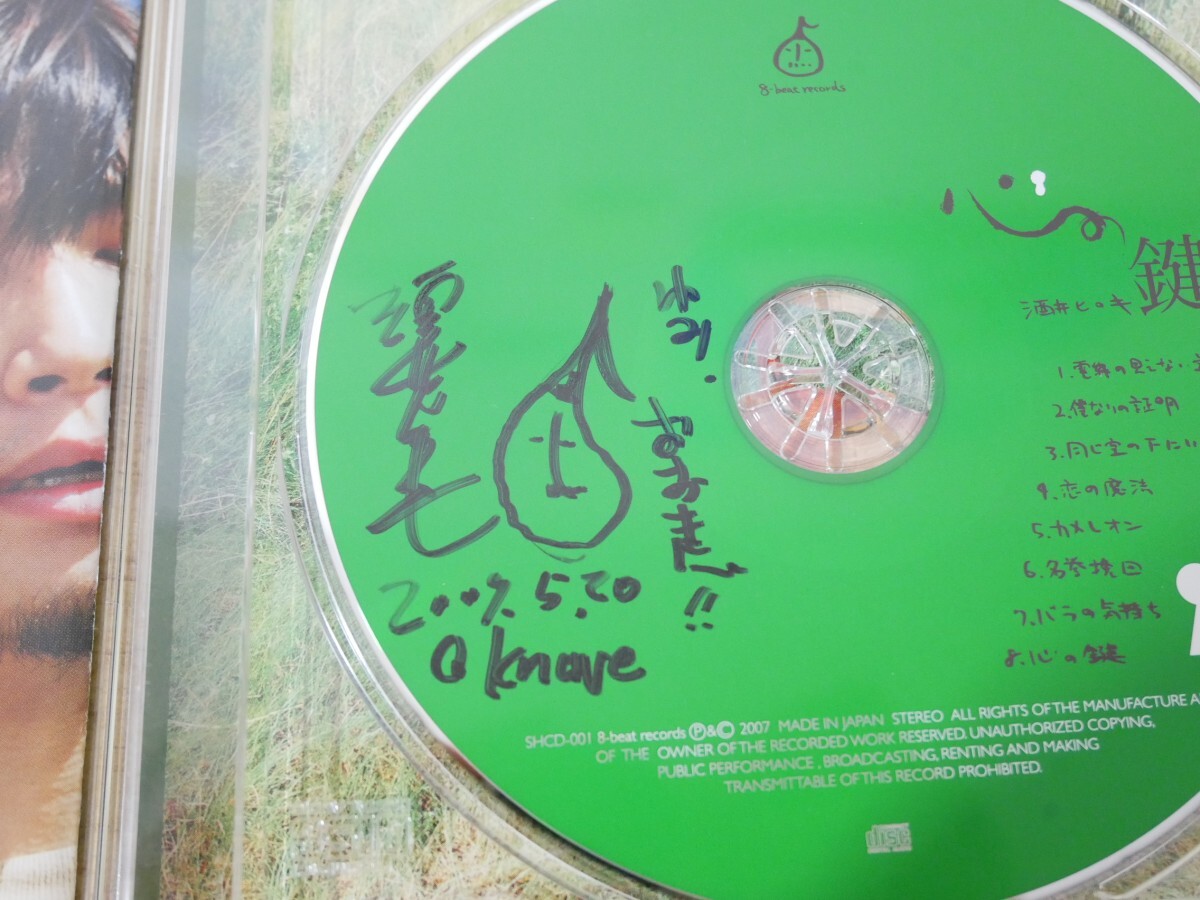 8-beat records
心の
鍵
酒井ヒロキ
1.電線の見えない
2.僕なりの証明
3.同じ空の下にい
4.恋の魔法
5.カメレオン
6.名誉挽回
7.バラの気持ち
8.心の鍵
2007.5.20
@knave
SHCD-001 8-beat records Ⓟ&© 2007 MADE IN JAPAN STEREO ALL RIGHTS OF THE MANUFACTURE A
OF THE OWNER OF THE RECORDED WORK RESERVED. UNAUTHORIZED COPYING,
PUBLIC PERFORMANCE, BROADCASTING, RENTING AND MAKING
TRANSMITTABLE OF THIS RECORD PROHIBITED.
disc